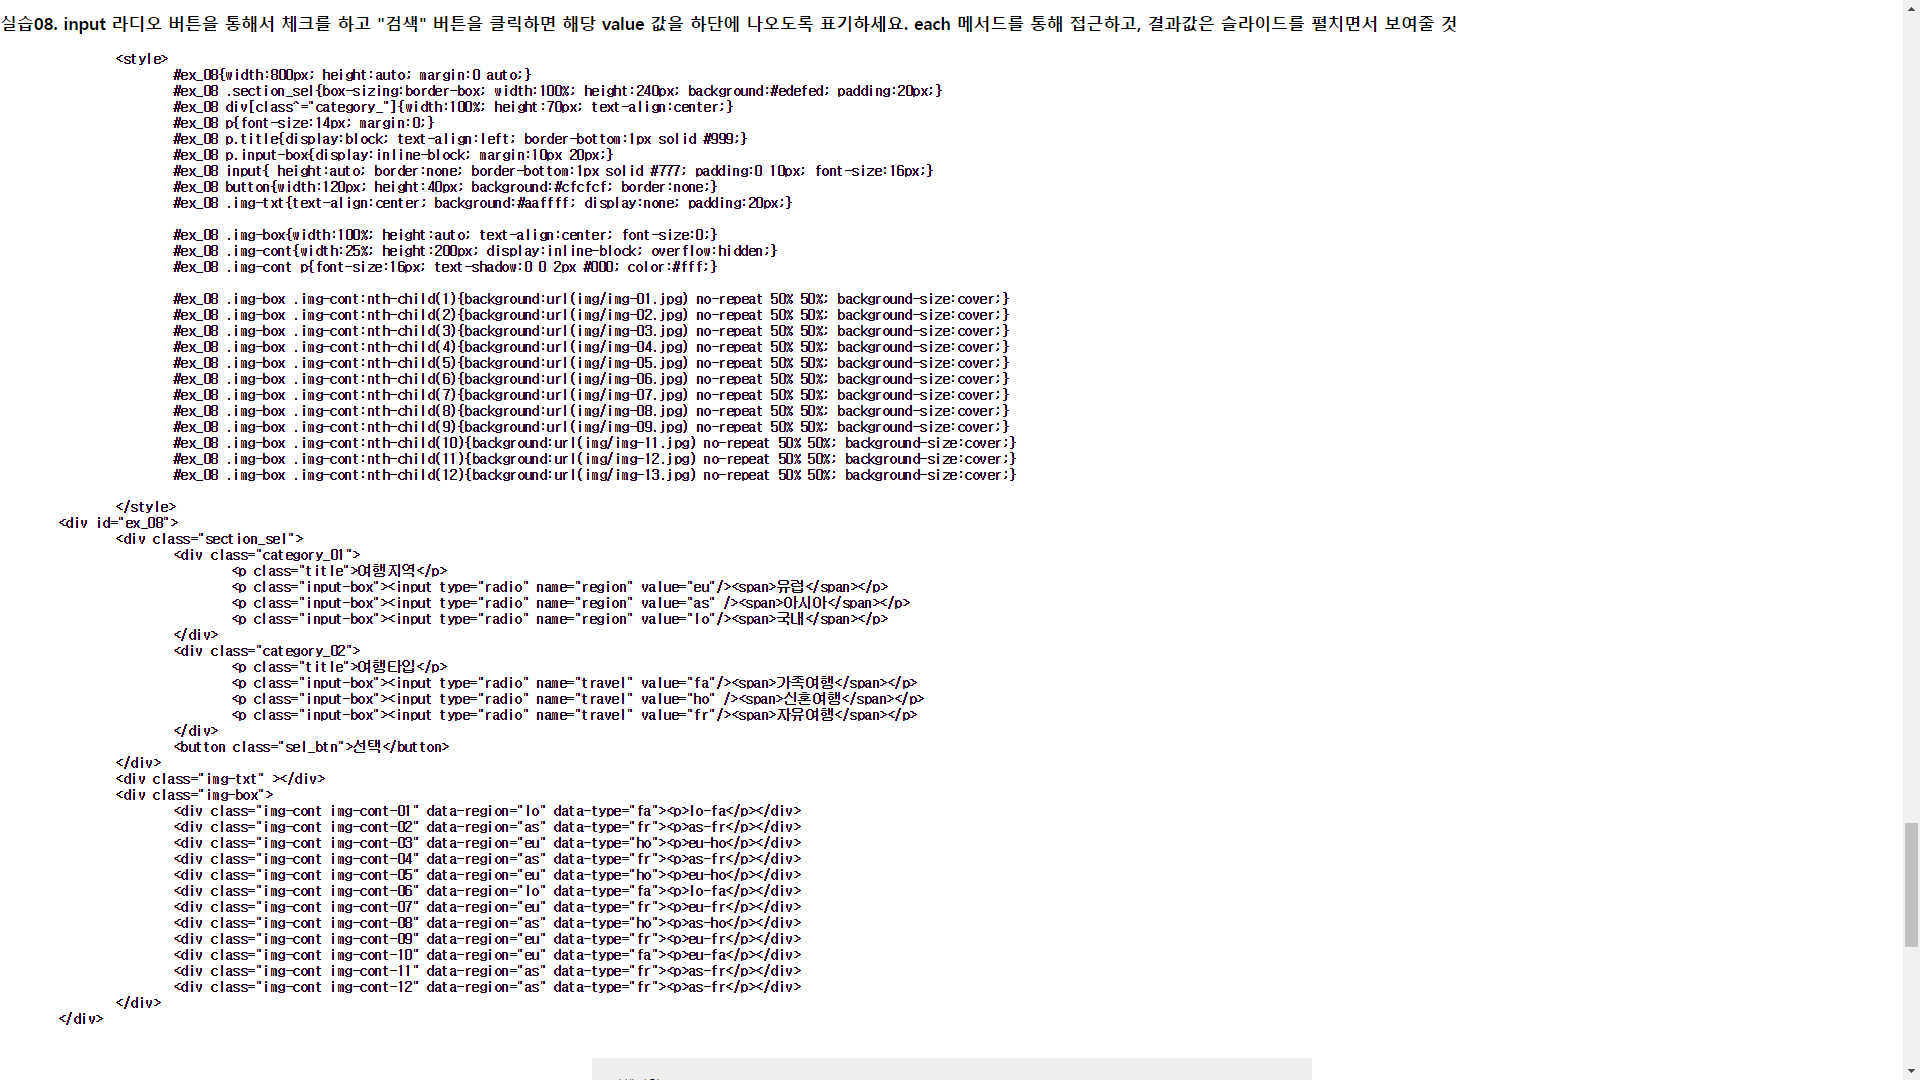 실습08. input 라디오 버튼을 통해서 체크를 하고 "검색" 버튼을 클릭하면 해당 value 값을 하단에 나오도록 표기하세요. each 메서드를 통해 접근하고, 결과값은 슬라이드를 펼치면서 보여줄 것
<style>
#ex_08{width:800px; height:auto; margin:0 auto;}
#ex_08 .section_sel{box-sizing:border-box; width:100%; height:240px; background:#edefed; padding:20px;}
#ex_08 div[class^="category_"]{width:100%; height:70px; text-align:center;}
#ex_08 p{font-size:14px; margin:0;}
#ex_08 p.title{display:block; text-align:left; border-bottom:1px solid #999;}
#ex_08 p.input-box{display:inline-block; margin:10px 20px;}
#ex_08 input{ height:auto; border:none; border-bottom:1px solid #777; padding:0 10px; font-size:16px;}
#ex_08 button{width:120px; height:40px; background:#cfcfcf; border:none;}
#ex_08 .img-txt{text-align:center; background:#aaffff; display:none; padding:20px;}
#ex_08 .img-box{width:100%; height:auto; text-align:center; font-size:0;}
#ex_08 .img-cont{width:25%; height:200px; display:inline-block; overflow:hidden;}
#ex_08 .img-cont p{font-size:16px; text-shadow:0 0 2px #000; color:#fff;}
#ex_08 .img-box .img-cont:nth-child(1){background:url(img/img-01.jpg) no-repeat 50% 50%; background-size:cover;}
#ex_08 .img-box .img-cont:nth-child(2){background:url(img/img-02.jpg) no-repeat 50% 50%; background-size:cover;}
#ex_08 .img-box .img-cont:nth-child(3){background:url(img/img-03.jpg) no-repeat 50% 50%; background-size:cover;}
#ex_08 .img-box .img-cont:nth-child(4){background:url(img/img-04.jpg) no-repeat 50% 50%; background-size:cover;}
#ex_08 .img-box .img-cont:nth-child(5){background:url(img/img-05.jpg) no-repeat 50% 50%; background-size:cover;}
#ex_08 .img-box .img-cont:nth-child(6){background:url(img/img-06.jpg) no-repeat 50% 50%; background-size:cover;}
#ex_08 .img-box .img-cont:nth-child(7){background:url(img/img-07.jpg) no-repeat 50% 50%; background-size:cover;}
#ex_08 .img-box .img-cont:nth-child(8){background:url(img/img-08.jpg) no-repeat 50% 50%; background-size:cover;}
#ex_08 .img-box .img-cont:nth-child(9){background:url(img/img-09.jpg) no-repeat 50% 50%; background-size:cover;}
#ex_08 .img-box .img-cont:nth-child(10){background:url(img/img-11.jpg) no-repeat 50% 50%; background-size:cover;}
#ex_08 .img-box .img-cont:nth-child(11){background:url(img/img-12.jpg) no-repeat 50% 50%; background-size:cover;}
#ex_08 .img-box .img-cont:nth-child(12){background:url(img/img-13.jpg) no-repeat 50% 50%; background-size:cover;}
</style>
<div id="ex_08">
<div class="section_sel">
<div class="category_01">
<p class="title">여행지역</p>
<p class="input-box"><input type="radio" name="region" value="eu"/><span>유럽</span></p>
<p class="input-box"><input type="radio" name="region" value="as" /><span>아시아</span></p>
<p class="input-box"><input type="radio" name="region" value="lo"/><span>국내</span></p>
</div>
<div class="category_02">
<p class="title">여행타입</p>
<p class="input-box"><input type="radio" name="travel" value="fa"/><span>가족여행</span></p>
<p class="input-box"><input type="radio" name="travel" value="ho" /><span>신혼여행</span></p>
<p class="input-box"><input type="radio" name="travel" value="fr"/><span>자유여행</span></p>
</div>
<button class="sel_btn">선택</button>
</div>
<div class="img-txt" ></div>
<div class="img-box">
<div class="img-cont img-cont-01" data-region="lo" data-type="fa"><p>lo-fa</p></div>
<div class="img-cont img-cont-02" data-region="as" data-type="fr"><p>as-fr</p></div>
<div class="img-cont img-cont-03" data-region="eu" data-type="ho"><p>eu-ho</p></div>
<div class="img-cont img-cont-04" data-region="as" data-type="fr"><p>as-fr</p></div>
<div class="img-cont img-cont-05" data-region="eu" data-type="ho"><p>eu-ho</p></div>
<div class="img-cont img-cont-06" data-region="lo" data-type="fa"><p>lo-fa</p></div>
<div class="img-cont img-cont-07" data-region="eu" data-type="fr"><p>eu-fr</p></div>
<div class="img-cont img-cont-08" data-region="as" data-type="ho"><p>as-ho</p></div>
<div class="img-cont img-cont-09" data-region="eu" data-type="fr"><p>eu-fr</p></div>
<div class="img-cont img-cont-10" data-region="eu" data-type="fa"><p>eu-fa</p></div>
<div class="img-cont img-cont-11" data-region="as" data-type="fr"><p>as-fr</p></div>
<div class="img-cont img-cont-12" data-region="as" data-type="fr"><p>as-fr</p></div>
</div>
</div>